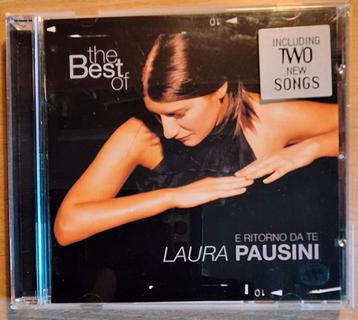 the
Best
of
INCLUDING
TWO
NEW
SONGS
E RITORNO DA TE
LAURA PAUSINI